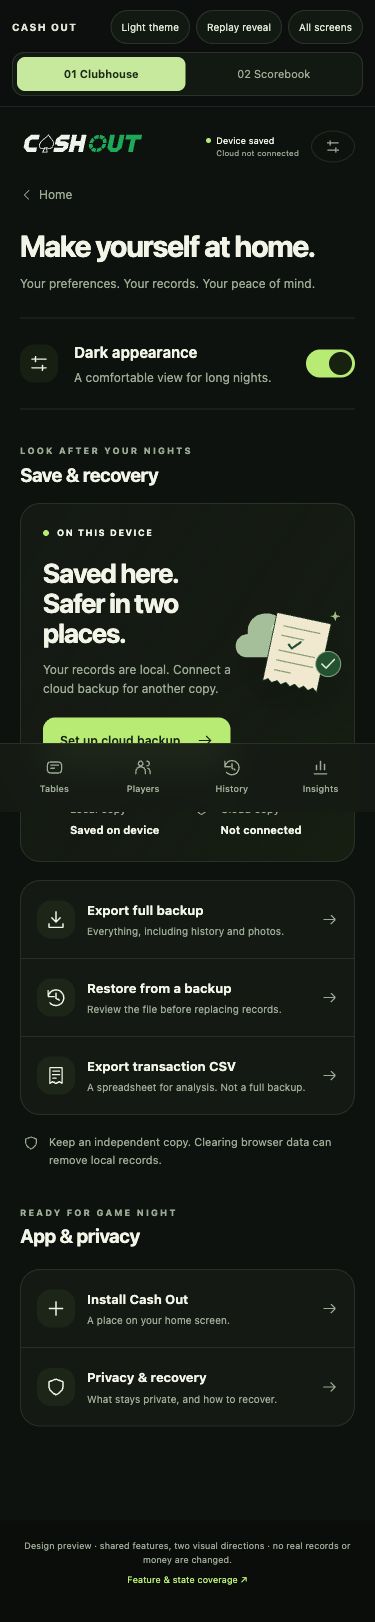 CASH OUT
Light theme
Replay reveal
All screens
01 Clubhouse
02 Scorebook
CASH OUT
Device saved
Cloud not connected
Home
Make yourself at home.
Your preferences. Your records. Your peace of mind.
Dark appearance
A comfortable view for long nights.
LOOK AFTER YOUR NIGHTS
Save & recovery
ON THIS DEVICE
Saved here.
Safer in two
places.
Your records are local. Connect a
cloud backup for another copy.
Set up cloud backup
Tables
Players
History
Insights
Saved on device
Not connected
Export full backup
Everything, including history and photos.
Restore from a backup
Review the file before replacing records.
Export transaction CSV
A spreadsheet for analysis. Not a full backup.
Keep an independent copy. Clearing browser data can
remove local records.
READY FOR GAME NIGHT
App & privacy
Install Cash Out
A place on your home screen.
Privacy & recovery
What stays private, and how to recover.
Design preview · shared features, two visual directions · no real records or
money are changed.
Feature & state coverage ↗